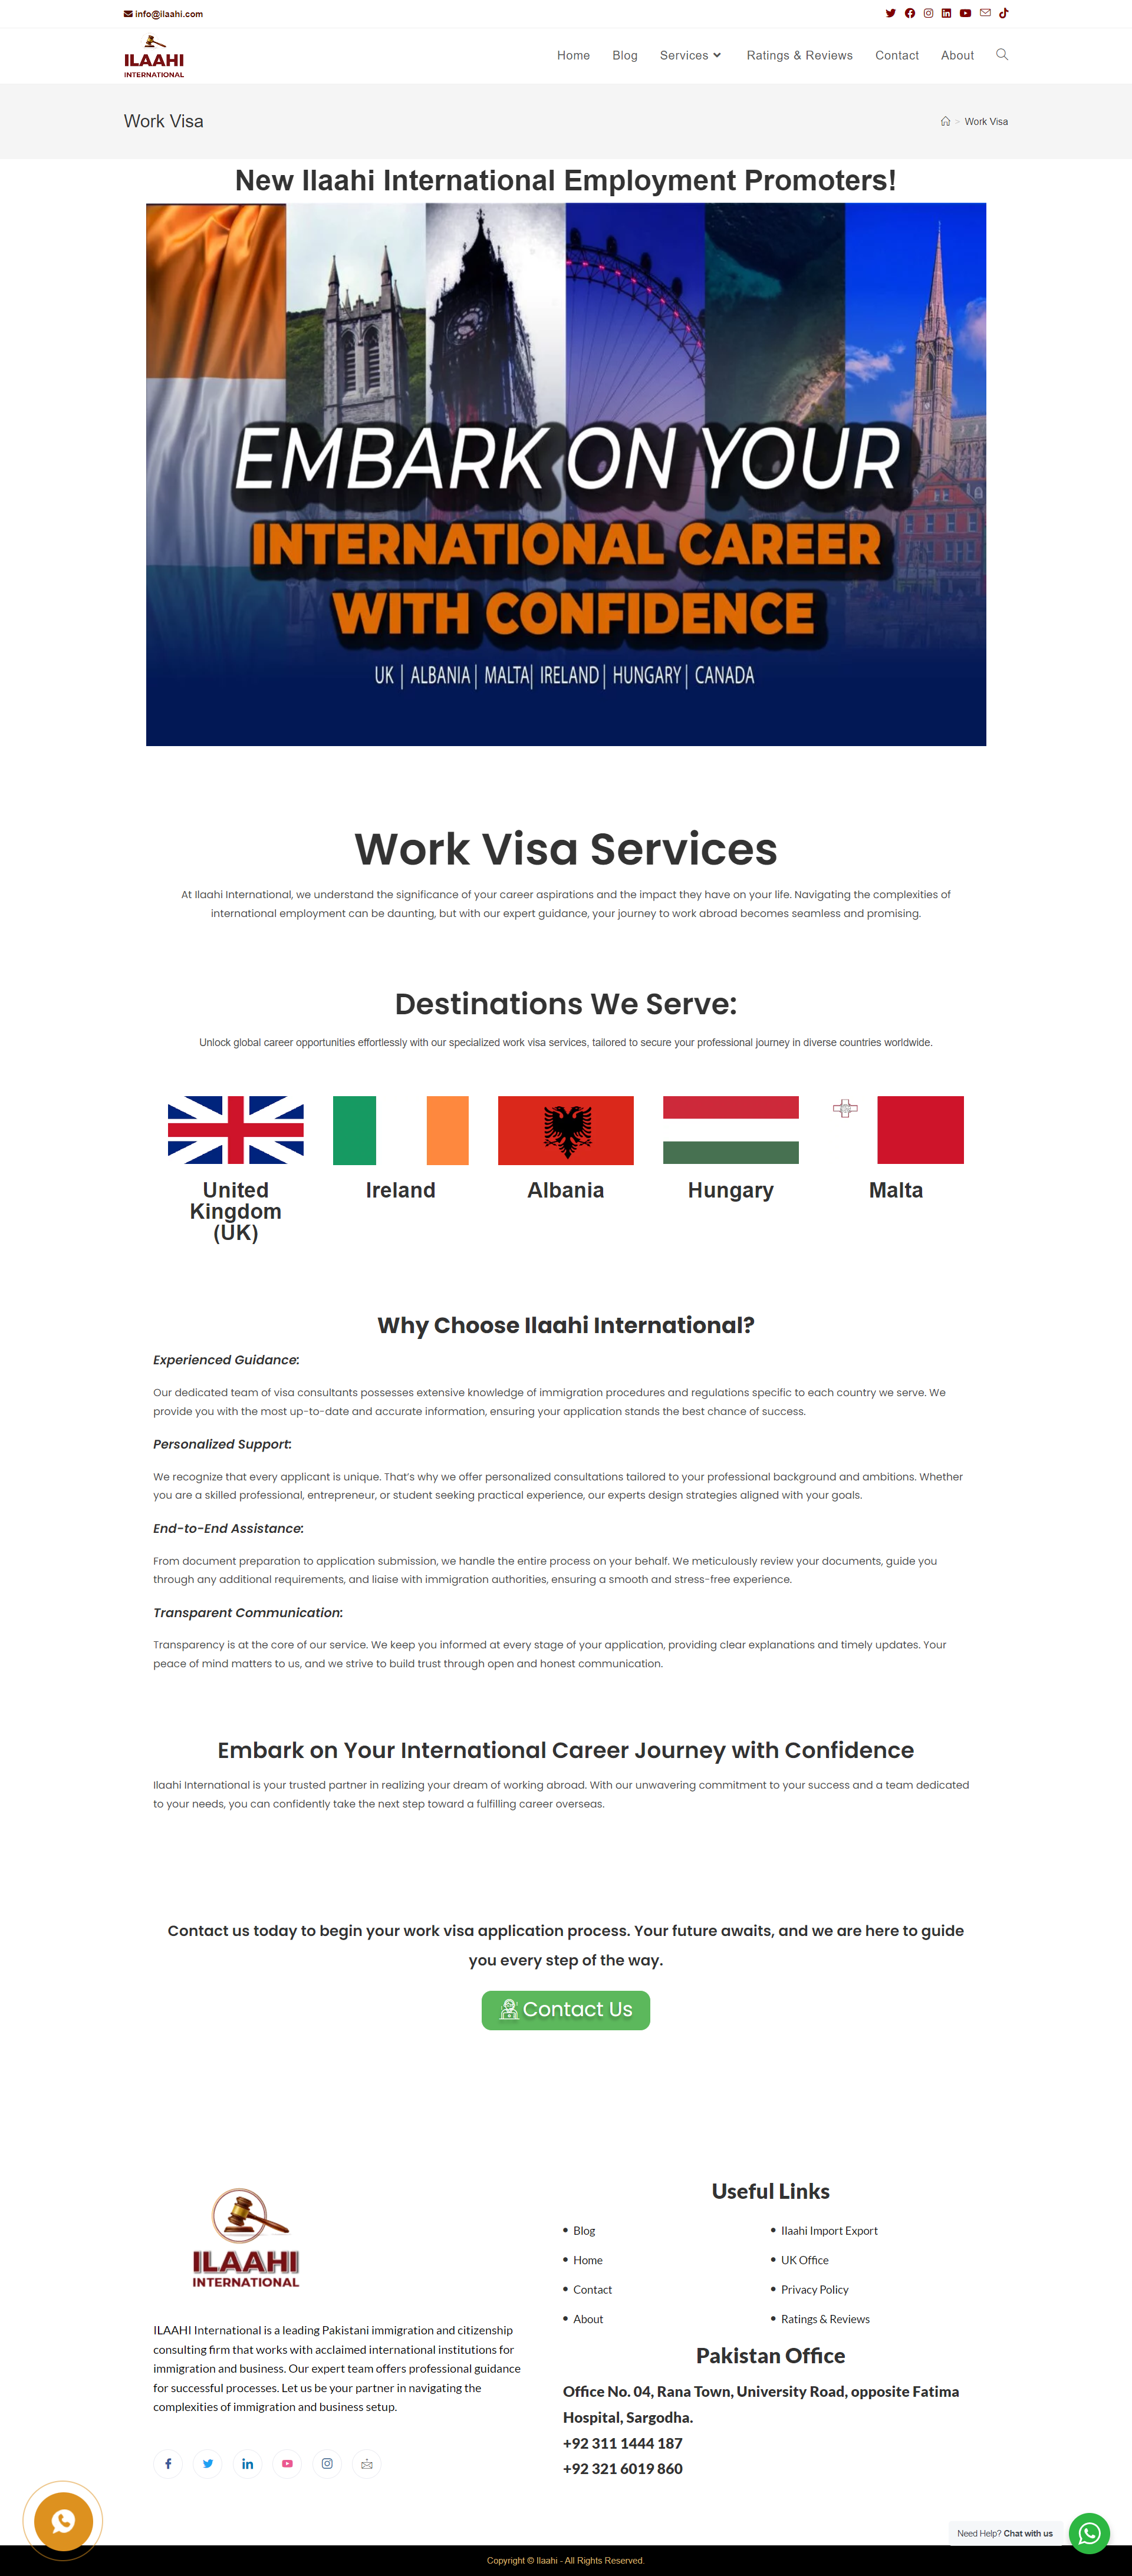 info@ilaahi.com
ILAAHI
INTERNATIONAL
Home Blog Services Ratings & Reviews Contact About
Work Visa
> Work Visa
New Ilaahi International Employment Promoters!
EMBARK ON YOUR
INTERNATIONAL CAREER
WITH CONFIDENCE
UK | ALBANIA | MALTA | IRELAND | HUNGARY | CANADA
Work Visa Services
At Ilaahi International, we understand the significance of your career aspirations and the impact they have on your life. Navigating the complexities of
international employment can be daunting, but with our expert guidance, your journey to work abroad becomes seamless and promising.
Destinations We Serve:
Unlock global career opportunities effortlessly with our specialized work visa services, tailored to secure your professional journey in diverse countries worldwide.
United
Kingdom
(UK)
Ireland
Albania
Hungary
Malta
Why Choose Ilaahi International?
Experienced Guidance:
Our dedicated team of visa consultants possesses extensive knowledge of immigration procedures and regulations specific to each country we serve. We
provide you with the most up-to-date and accurate information, ensuring your application stands the best chance of success.
Personalized Support:
We recognize that every applicant is unique. That's why we offer personalized consultations tailored to your professional background and ambitions. Whether
you are a skilled professional, entrepreneur, or student seeking practical experience, our experts design strategies aligned with your goals.
End-to-End Assistance:
From document preparation to application submission, we handle the entire process on your behalf. We meticulously review your documents, guide you
through any additional requirements, and liaise with immigration authorities, ensuring a smooth and stress-free experience.
Transparent Communication:
Transparency is at the core of our service. We keep you informed at every stage of your application, providing clear explanations and timely updates. Your
peace of mind matters to us, and we strive to build trust through open and honest communication.
Embark on Your International Career Journey with Confidence
Ilaahi International is your trusted partner in realizing your dream of working abroad. With our unwavering commitment to your success and a team dedicated
to your needs, you can confidently take the next step toward a fulfilling career overseas.
Contact us today to begin your work visa application process. Your future awaits, and we are here to guide
you every step of the way.
Contact Us
ILAAHI
INTERNATIONAL
ILAAHI International is a leading Pakistani immigration and citizenship
consulting firm that works with acclaimed international institutions for
immigration and business. Our expert team offers professional guidance
for successful processes. Let us be your partner in navigating the
complexities of immigration and business setup.
Useful Links
Blog
Home
Contact
About
Ilaahi Import Export
UK Office
Privacy Policy
Ratings & Reviews
Pakistan Office
Office No. 04, Rana Town, University Road, opposite Fatima
Hospital, Sargodha.
+92 311 1444 187
+92 321 6019 860
Need Help? Chat with us
Copyright © Ilaahi - All Rights Reserved.